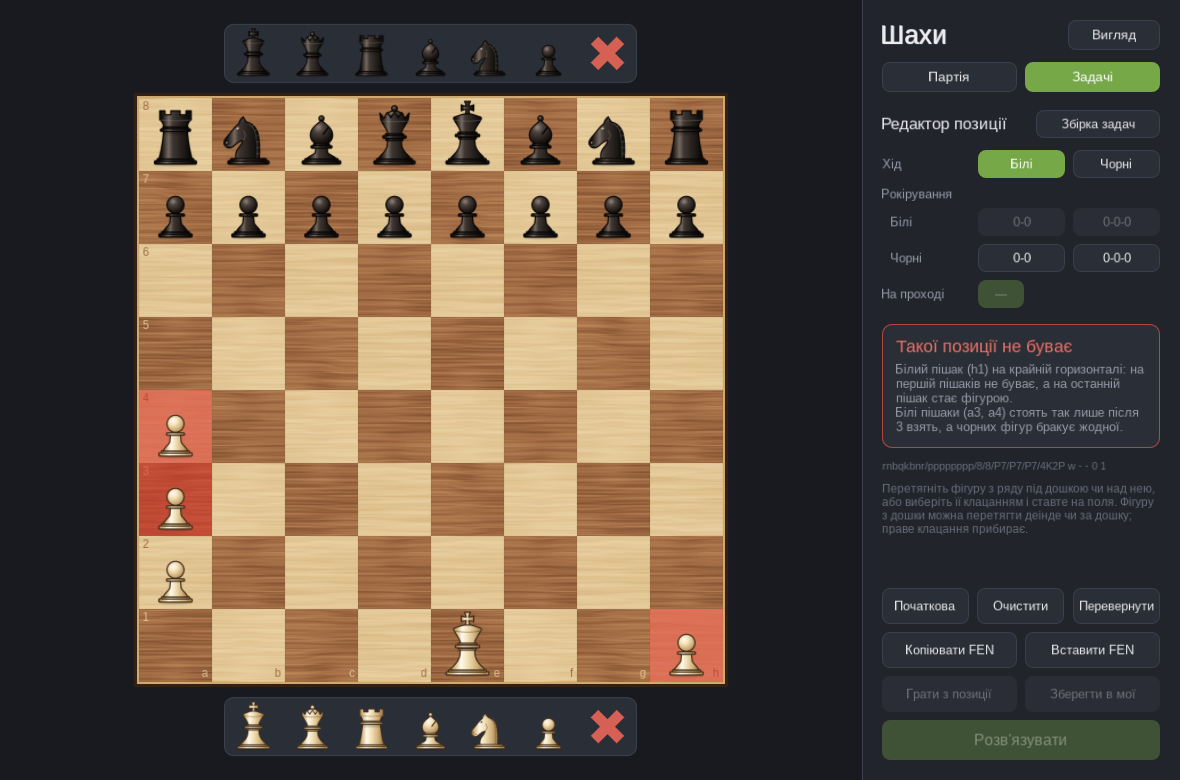 Шахи
Вигляд
Партія
Задачі
Редактор позиції
Збірка задач
Хід
Білі
Чорні
Рокірування
Білі
0-0
0-0-0
Чорні
0-0
0-0-0
На проході
—
Такої позиції не буває
Білий пішак (h1) на крайній горизонталі: на
першій пішаків не буває, а на останній
пішак стає фігурою.
Білі пішаки (a3, a4) стоять так лише після
3 взять, а чорних фігур бракує жодної.
rnbqkbnr/pppppppp/8/8/P7/P7/P7/4K2P w - - 0 1
Перетягніть фігуру з ряду під дошкою чи над нею,
або виберіть її клацанням і ставте на поля. Фігуру
з дошки можна перетягти деінде чи за дошку;
праве клацання прибирає.
Початкова
Очистити
Перевернути
Копіювати FEN
Вставити FEN
Грати з позиції
Зберегти в мої
Розв'язувати
8
7
6
5
4
3
2
1
a
b
c
d
e
f
g
h